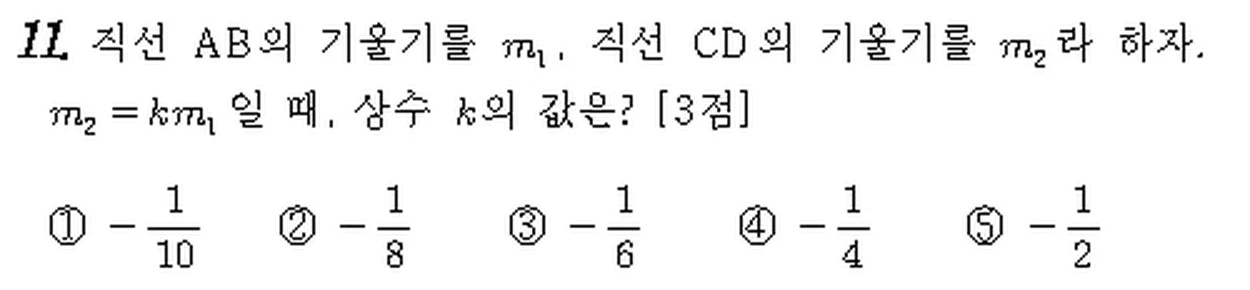 11. 직선 AB의 기울기를 m₁, 직선 CD의 기울기를 m₂라 하자.
m₂ = km₁일 때, 상수 k의 값은? [3점]
① -1/10 ② -1/8 ③ -1/6 ④ -1/4 ⑤ -1/2